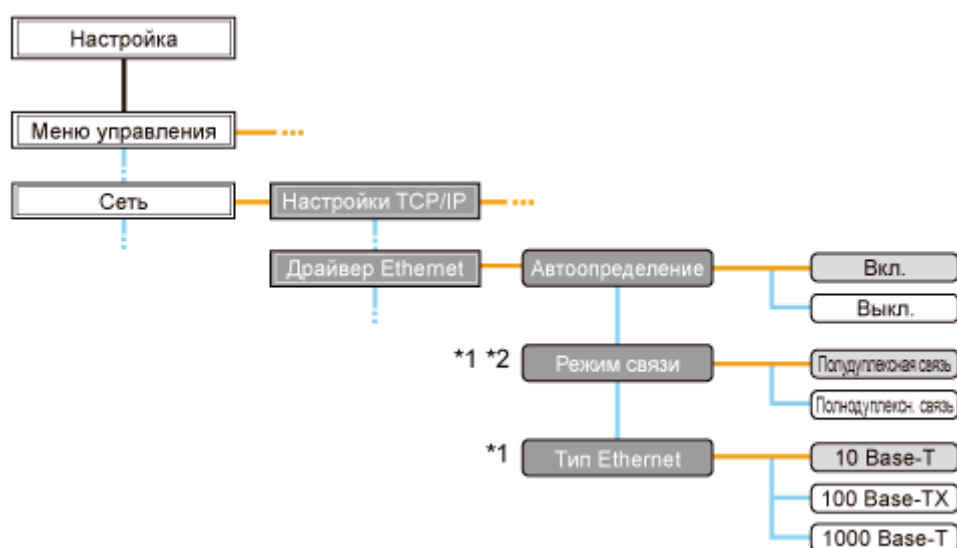 Настройка
Меню управления
Сеть
Настройки TCP/IP
Драйвер Ethernet
Автоопределение
Вкл.
Выкл.
*1 *2
Режим связи
Полудуплексная связь
Полнодуплексн. связь
*1
Тип Ethernet
10 Base-T
100 Base-TX
1000 Base-T